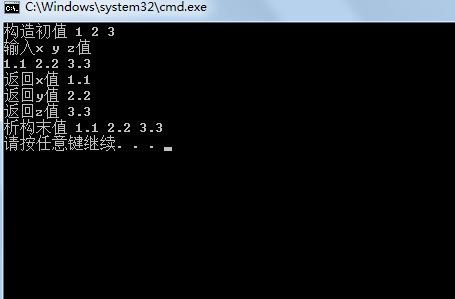 C:\Windows\system32\cmd.exe
构造初值 1 2 3
输入x y z值
1.1 2.2 3.3
返回x值 1.1
返回y值 2.2
返回z值 3.3
析构末值 1.1 2.2 3.3
请按任意键继续. . .